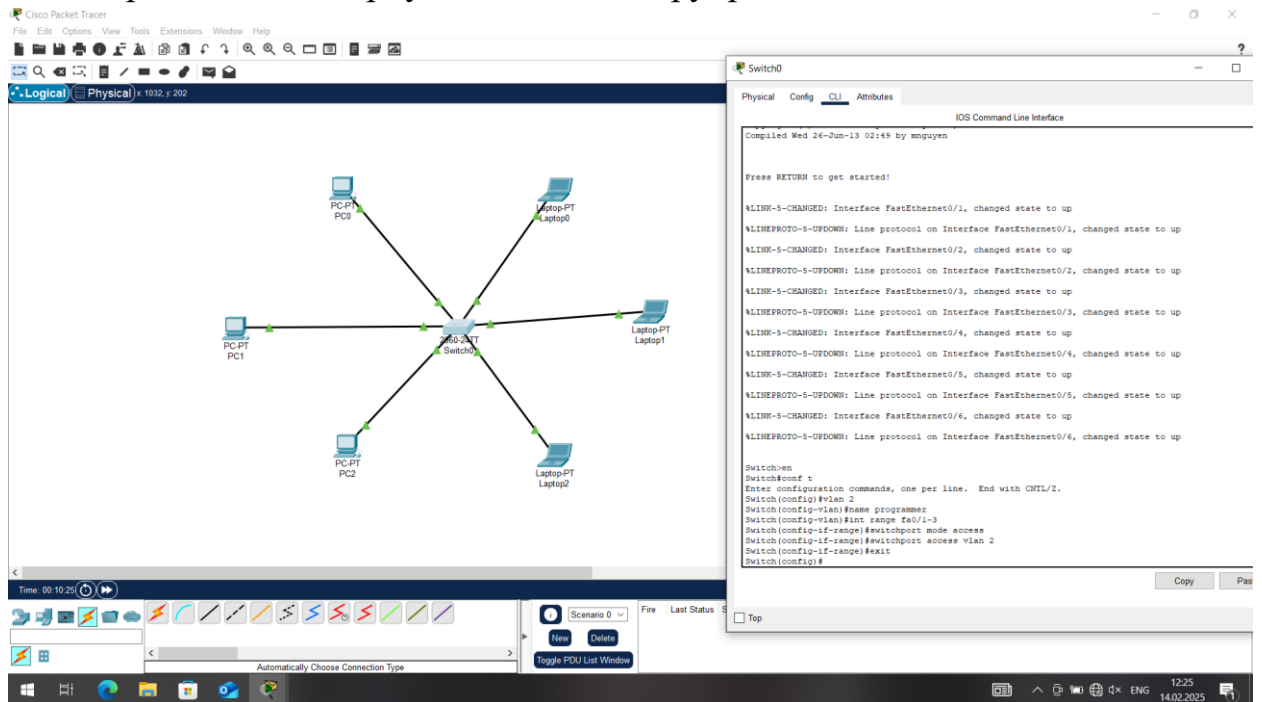 Cisco Packet Tracer
File Edit Options View Tools Extensions Window Help
?
Logical Physical x: 1032, y: 202
PC-PT
PC0
Laptop-PT
Laptop0
PC-PT
PC1
2960-24TT
Switch0
Laptop-PT
Laptop1
PC-PT
PC2
Laptop-PT
Laptop2
Time: 00:10:25
Scenario 0
Fire Last Status
New Delete
Toggle PDU List Window
Automatically Choose Connection Type
Switch0
Physical Config CLI Attributes
IOS Command Line Interface
Compiled Wed 26-Jun-13 02:49 by mnguyen
Press RETURN to get started!
%LINK-5-CHANGED: Interface FastEthernet0/1, changed state to up
%LINEPROTO-5-UPDOWN: Line protocol on Interface FastEthernet0/1, changed state to up
%LINK-5-CHANGED: Interface FastEthernet0/2, changed state to up
%LINEPROTO-5-UPDOWN: Line protocol on Interface FastEthernet0/2, changed state to up
%LINK-5-CHANGED: Interface FastEthernet0/3, changed state to up
%LINEPROTO-5-UPDOWN: Line protocol on Interface FastEthernet0/3, changed state to up
%LINK-5-CHANGED: Interface FastEthernet0/4, changed state to up
%LINEPROTO-5-UPDOWN: Line protocol on Interface FastEthernet0/4, changed state to up
%LINK-5-CHANGED: Interface FastEthernet0/5, changed state to up
%LINEPROTO-5-UPDOWN: Line protocol on Interface FastEthernet0/5, changed state to up
%LINK-5-CHANGED: Interface FastEthernet0/6, changed state to up
%LINEPROTO-5-UPDOWN: Line protocol on Interface FastEthernet0/6, changed state to up
Switch>en
Switch#conf t
Enter configuration commands, one per line. End with CNTL/Z.
Switch(config)#vlan 2
Switch(config-vlan)#name programmer
Switch(config-vlan)#int range fa0/1-3
Switch(config-if-range)#switchport mode access
Switch(config-if-range)#switchport access vlan 2
Switch(config-if-range)#exit
Switch(config)#
Copy
Top
ENG
12:25
14.02.2025